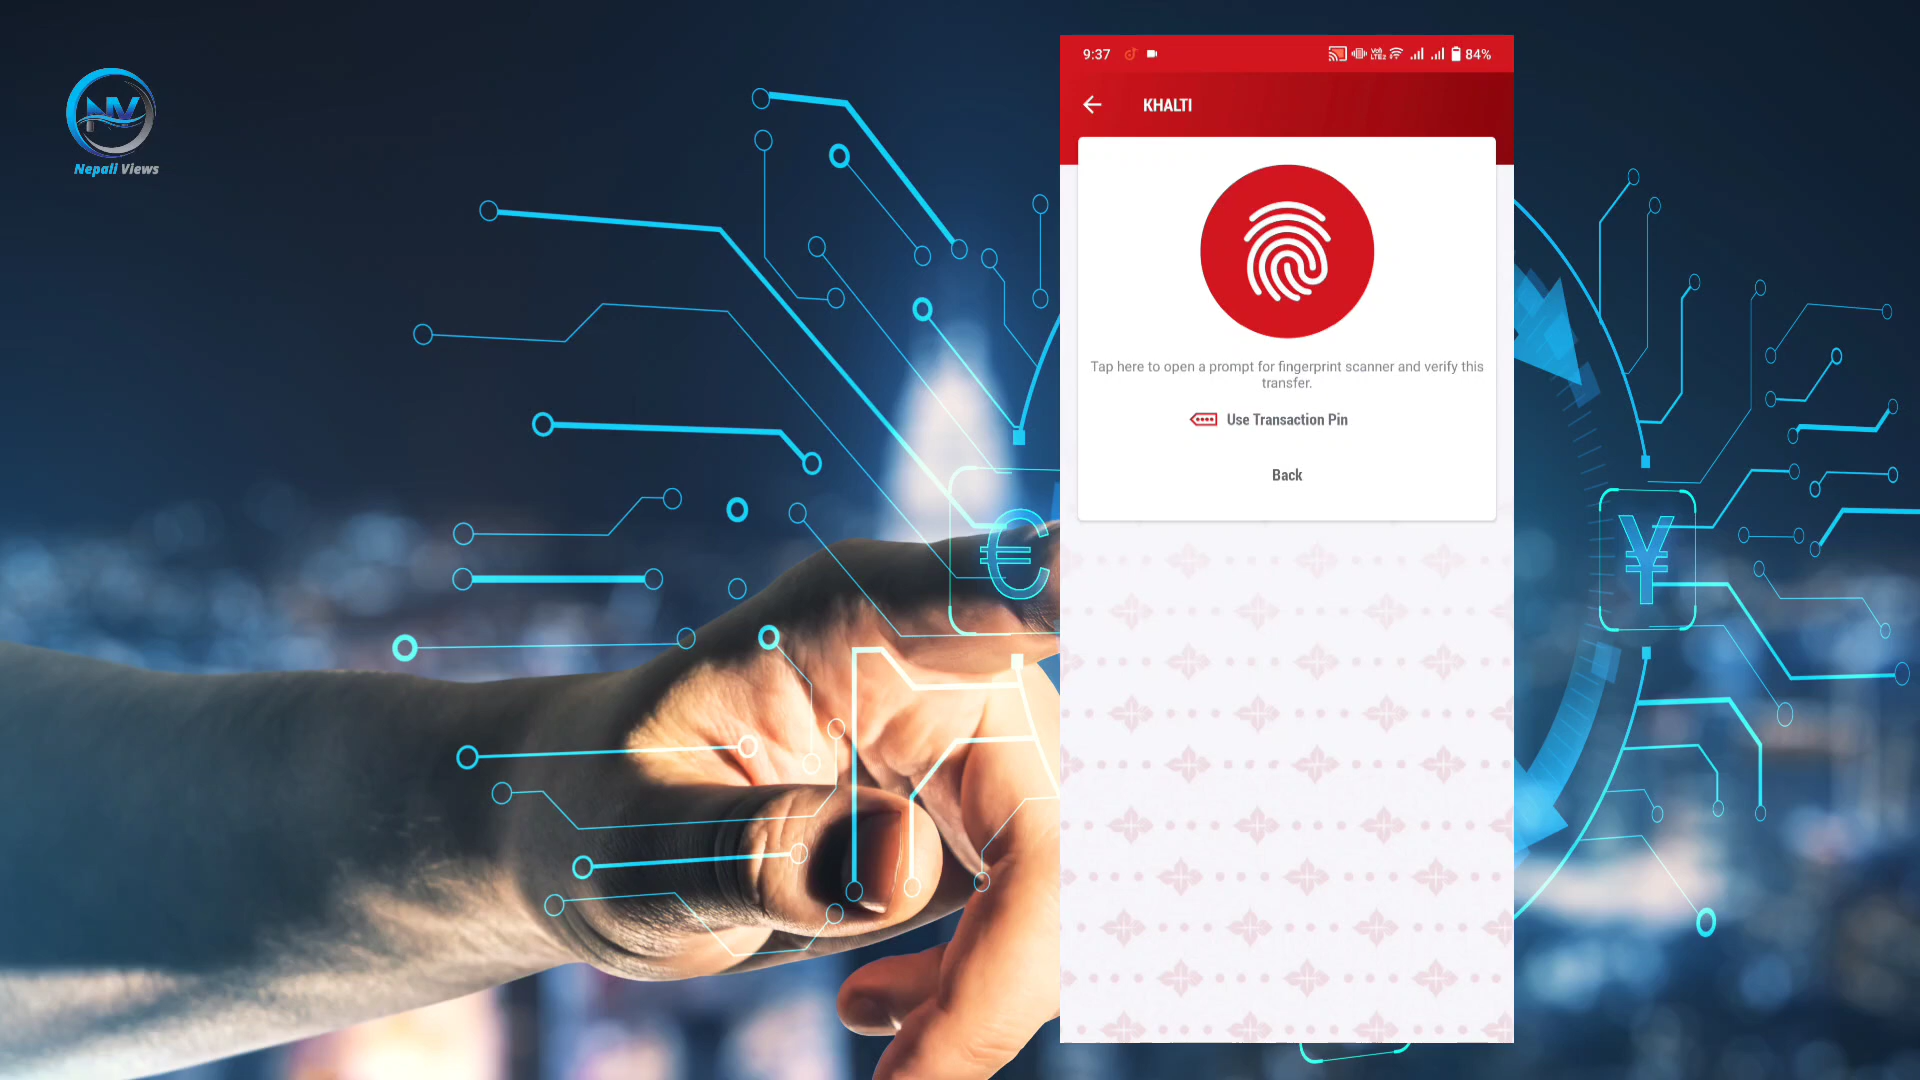 NV
Nepali Views
9:37
84%
KHALTI
Tap here to open a prompt for fingerprint scanner and verify this
transfer.
Use Transaction Pin
Back
€
¥